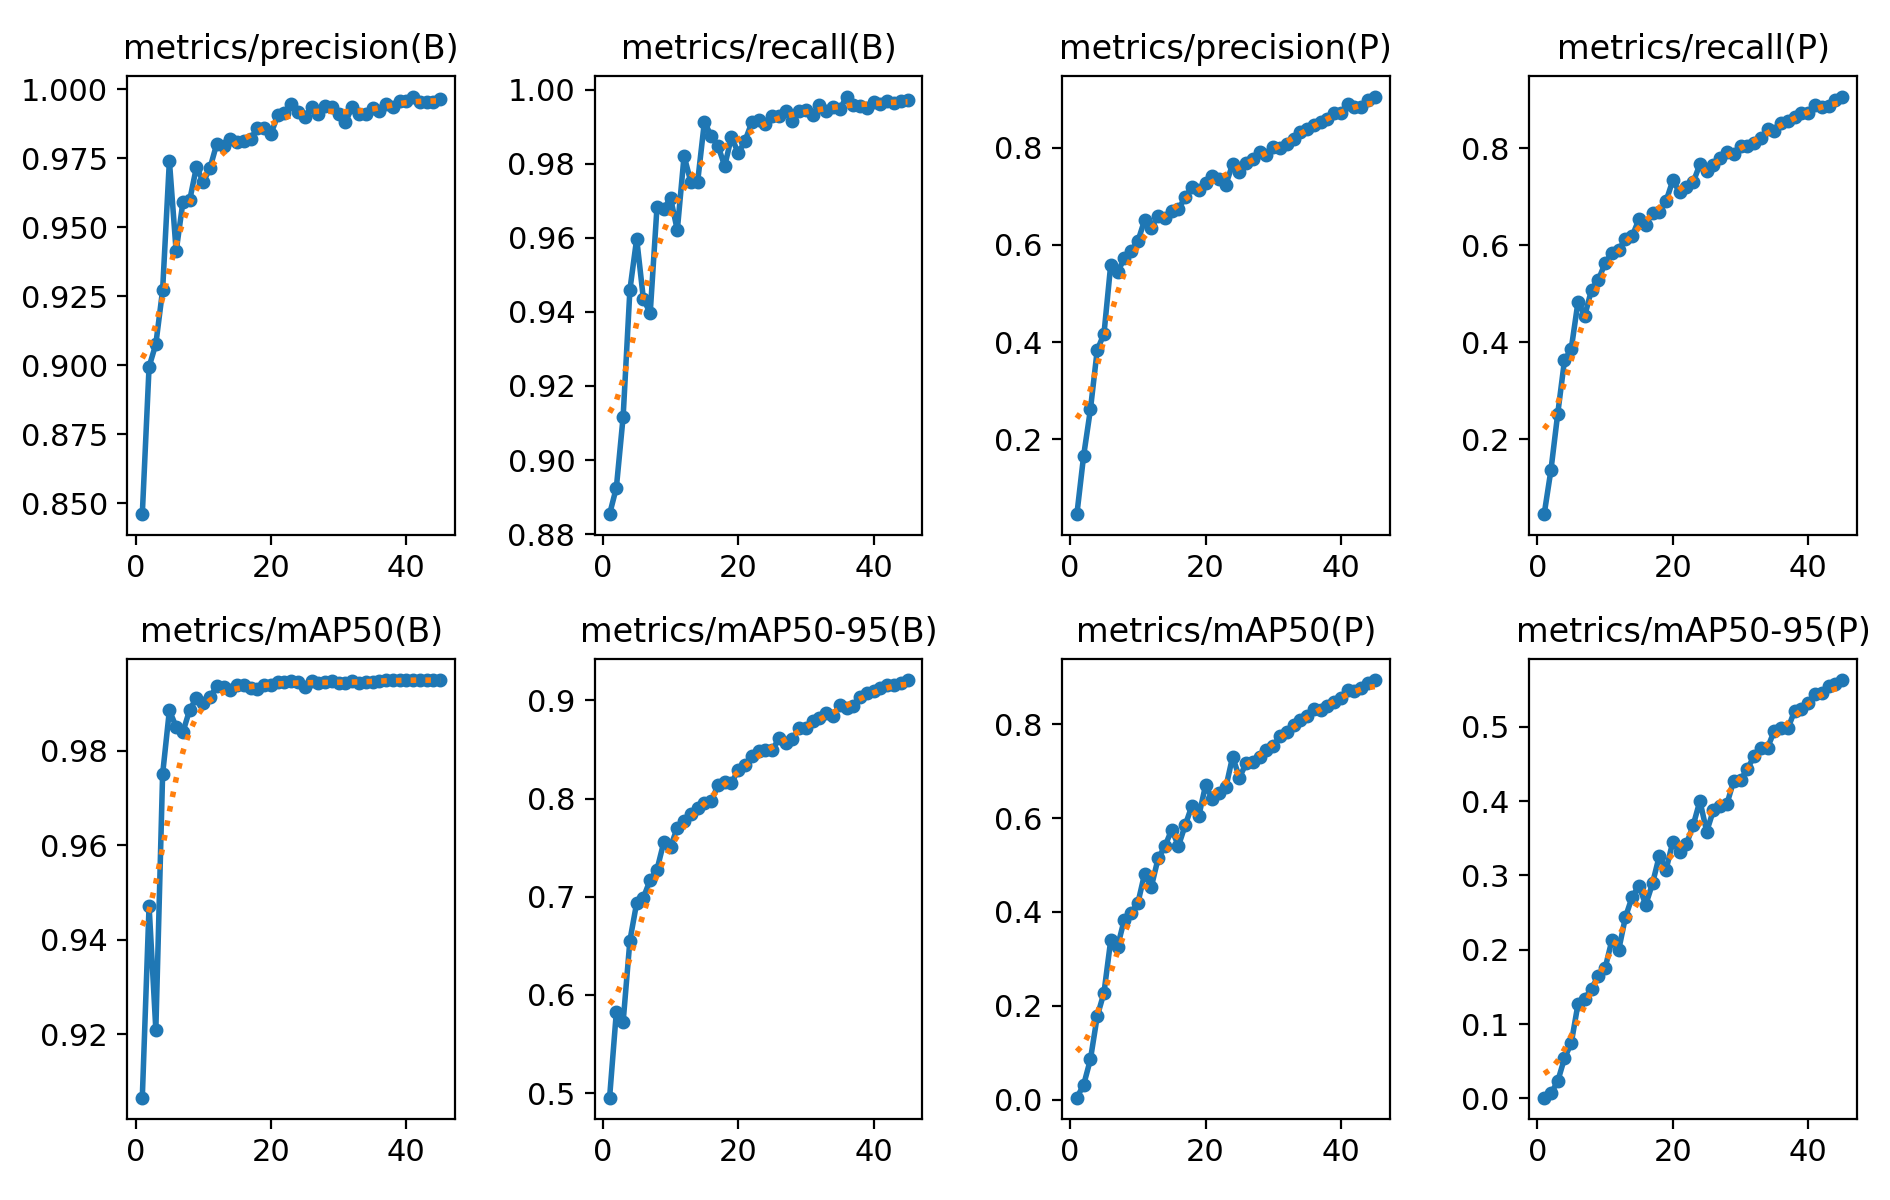 metrics/precision(B)
metrics/recall(B)
metrics/precision(P)
metrics/recall(P)
1.000
0.975
0.950
0.925
0.900
0.875
0.850
0 20 40
1.00
0.98
0.96
0.94
0.92
0.90
0.88
0 20 40
0.8
0.6
0.4
0.2
0 20 40
0.8
0.6
0.4
0.2
0 20 40
metrics/mAP50(B)
metrics/mAP50-95(B)
metrics/mAP50(P)
metrics/mAP50-95(P)
0.98
0.96
0.94
0.92
0 20 40
0.9
0.8
0.7
0.6
0.5
0 20 40
0.8
0.6
0.4
0.2
0.0
0 20 40
0.5
0.4
0.3
0.2
0.1
0.0
0 20 40